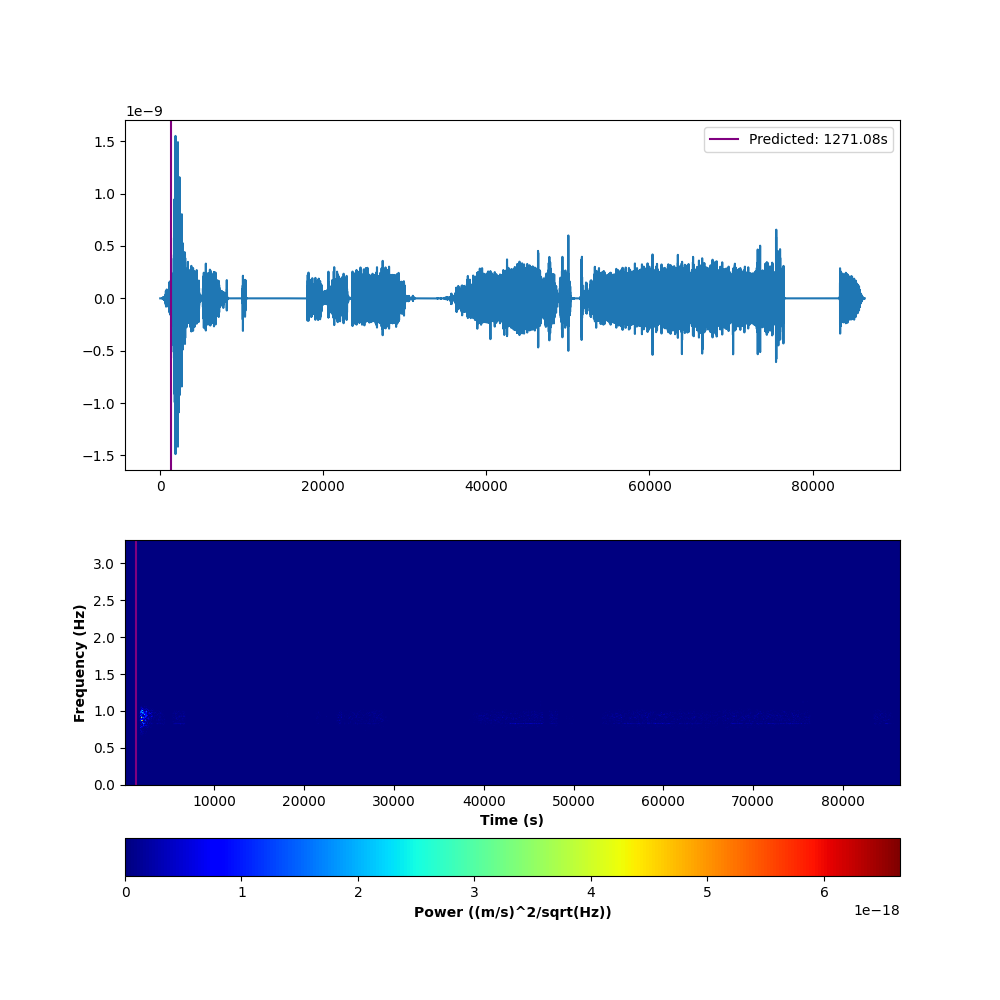 1e−9
Predicted: 1271.08s
1.5
1.0
0.5
0.0
−0.5
−1.0
−1.5
0 20000 40000 60000 80000
Frequency (Hz)
3.0
2.5
2.0
1.5
1.0
0.5
0.0
10000 20000 30000 40000 50000 60000 70000 80000
Time (s)
0 1 2 3 4 5 6
1e−18
Power ((m/s)^2/sqrt(Hz))